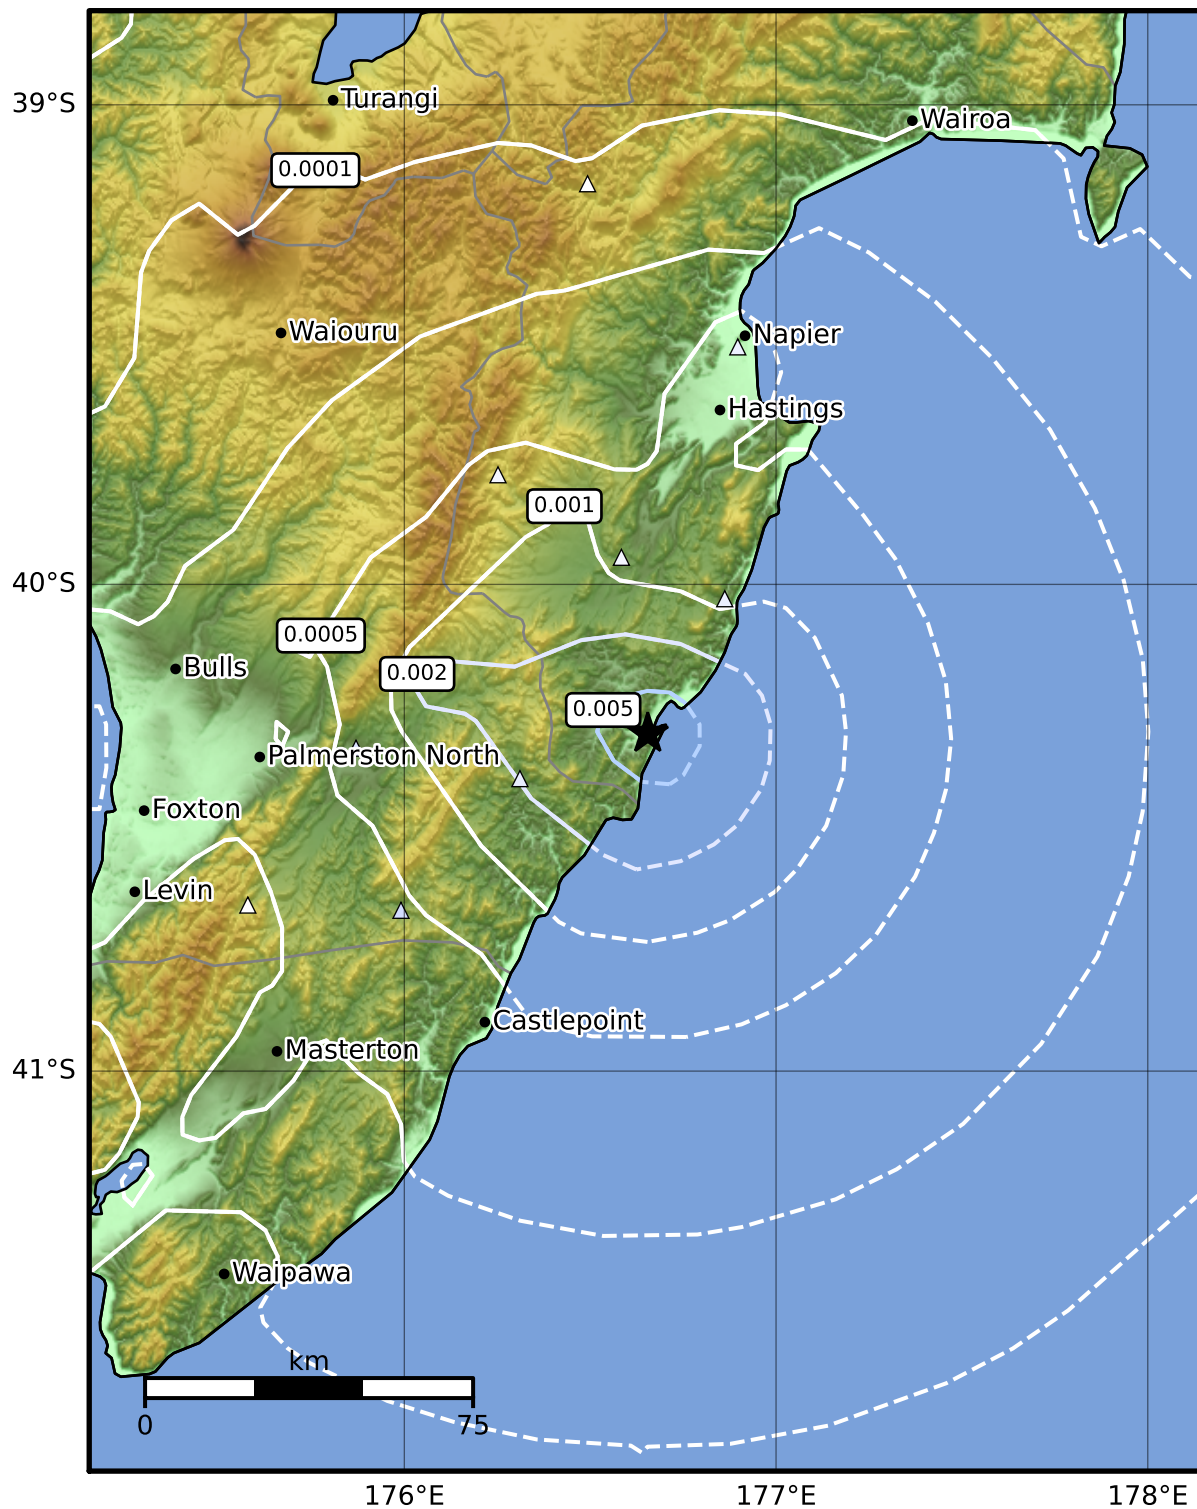 39°S
Turangi
Wairoa
0.0001
Waiouru
Napier
Hastings
0.001
40°S
0.0005
Bulls
0.002
0.005
Palmerston North
Foxton
Levin
Castlepoint
Masterton
41°S
Waipawa
km
0 75
176°E 177°E 178°E